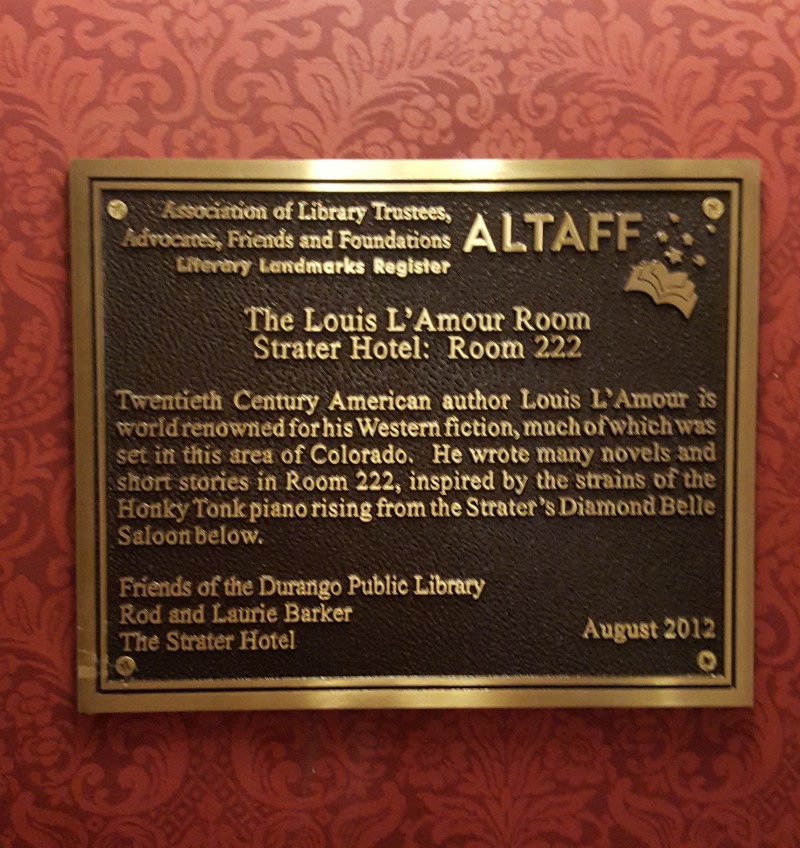 Association of Library Trustees,
Advocates, Friends and Foundations
Literary Landmarks Register
ALTAFF
The Louis L'Amour Room
Strater Hotel: Room 222
Twentieth Century American author Louis L'Amour is
world renowned for his Western fiction, much of which was
set in this area of Colorado. He wrote many novels and
short stories in Room 222, inspired by the strains of the
Honky Tonk piano rising from the Strater's Diamond Belle
Saloon below.
Friends of the Durango Public Library
Rod and Laurie Barker
The Strater Hotel
August 2012